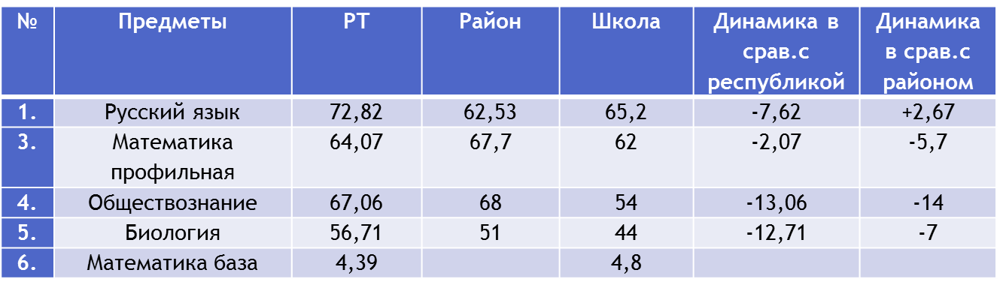 № Предметы РТ Район Школа Динамика в срав.с республикой Динамика в срав.с районом
1. Русский язык 72,82 62,53 65,2 -7,62 +2,67
3. Математика профильная 64,07 67,7 62 -2,07 -5,7
4. Обществознание 67,06 68 54 -13,06 -14
5. Биология 56,71 51 44 -12,71 -7
6. Математика база 4,39 4,8